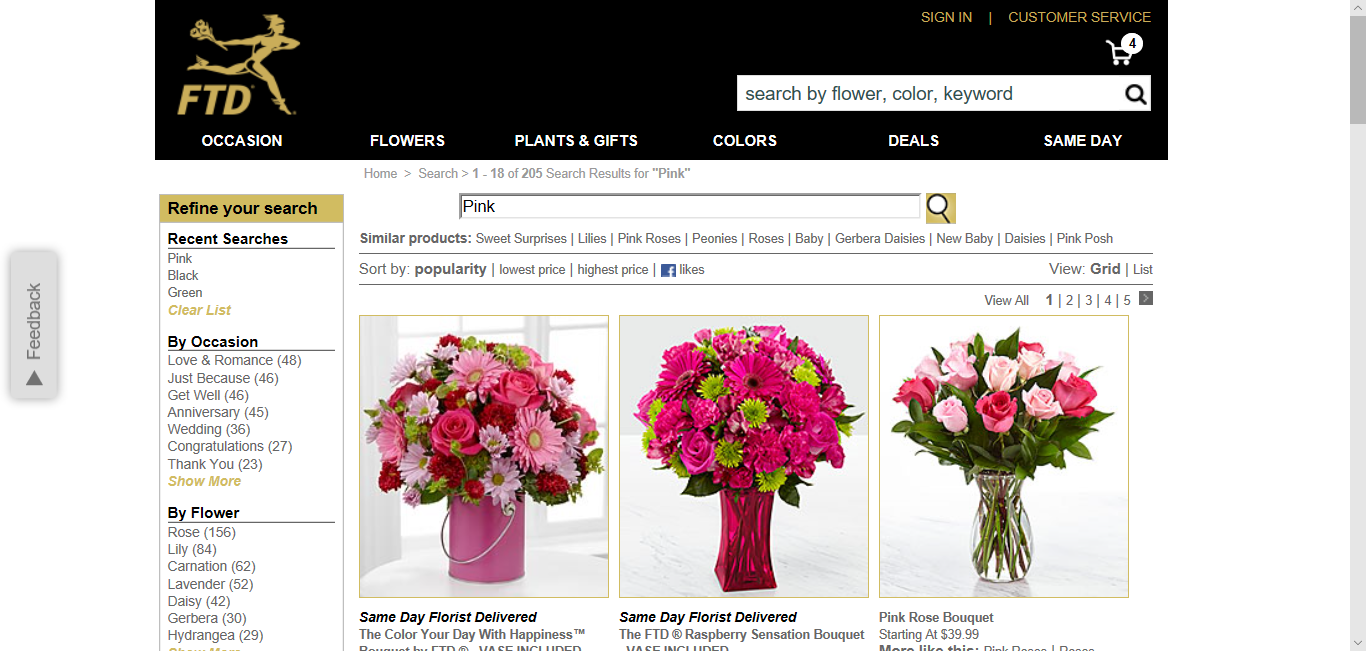 SIGN IN | CUSTOMER SERVICE
4
FTD
search by flower, color, keyword
OCCASION FLOWERS PLANTS & GIFTS COLORS DEALS SAME DAY
Home > Search > 1 - 18 of 205 Search Results for "Pink"
Refine your search
Recent Searches
Pink
Black
Green
Clear List
By Occasion
Love & Romance (48)
Just Because (46)
Get Well (46)
Anniversary (45)
Wedding (36)
Congratulations (27)
Thank You (23)
Show More
By Flower
Rose (156)
Lily (84)
Carnation (62)
Lavender (52)
Daisy (42)
Gerbera (30)
Hydrangea (29)
Show More
Feedback
Pink
Similar products: Sweet Surprises | Lilies | Pink Roses | Peonies | Roses | Baby | Gerbera Daisies | New Baby | Daisies | Pink Posh
Sort by: popularity | lowest price | highest price | likes
View: Grid | List
View All 1 | 2 | 3 | 4 | 5
Same Day Florist Delivered
The Color Your Day With Happiness™
Bouquet by FTD ® - VASE INCLUDED
Same Day Florist Delivered
The FTD ® Raspberry Sensation Bouquet
- VASE INCLUDED
Pink Rose Bouquet
Starting At $39.99
More like this: Pink Roses | Roses